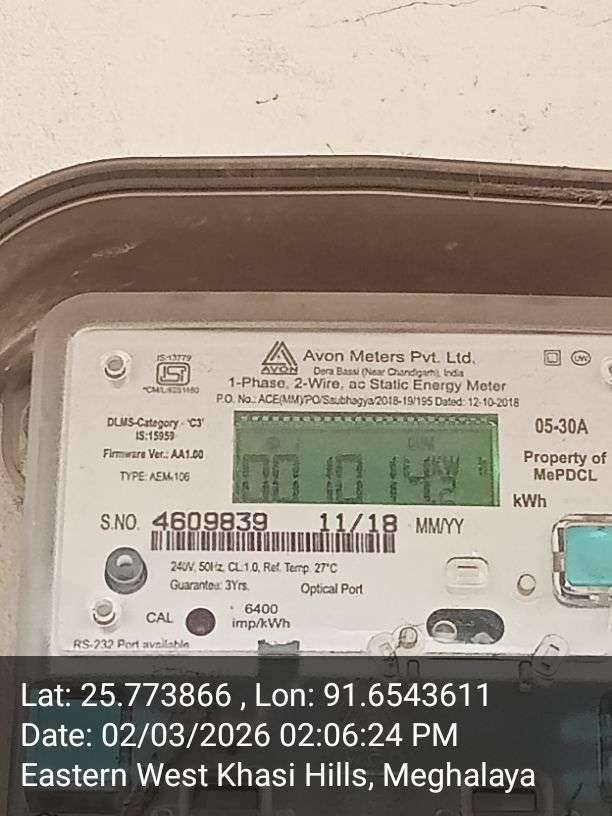 IS:13779
ISI
CM/L:
AVON
Avon Meters Pvt. Ltd.
Dera Bassi (Near Chandigarh), India
1-Phase, 2-Wire, ac Static Energy Meter
P.O. No.: ACE(MM)/PO/Saubhagya/2018-19/195 Dated: 12-10-2018
DLMS-Category - 'C3'
IS:15959
Firmware Ver.: AA1.00
TYPE: AEM-106
CUM
KW
05-30A
Property of
MePDCL
kWh
S.NO. 4609839 11/18 MM/YY
240V, 50Hz, CL:1.0, Ref. Temp. 27°C
Guarantee: 3Yrs. Optical Port
CAL 6400
imp/kWh
RS-232 Port available
Lat: 25.773866 , Lon: 91.6543611
Date: 02/03/2026 02:06:24 PM
Eastern West Khasi Hills, Meghalaya